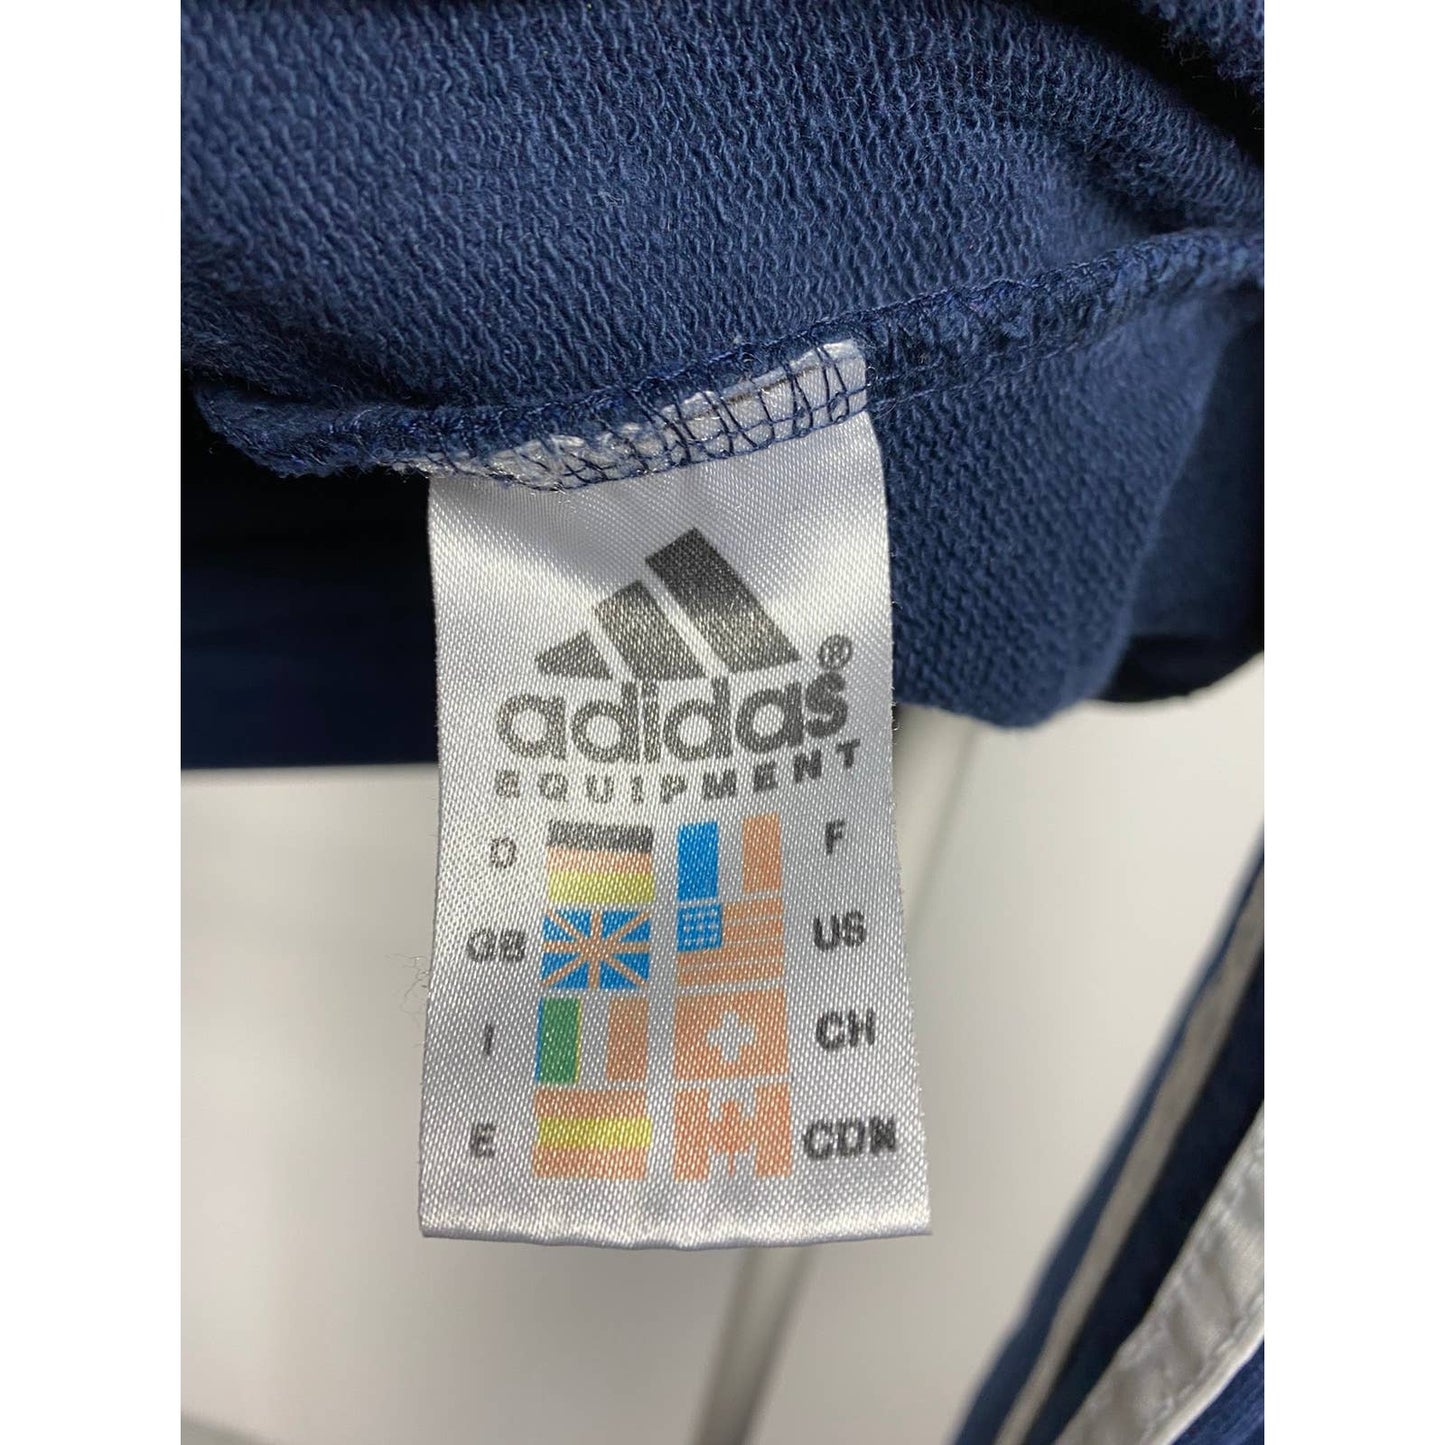 adidas®
EQUIPMENT
D F
GB US
I CH
E CDN